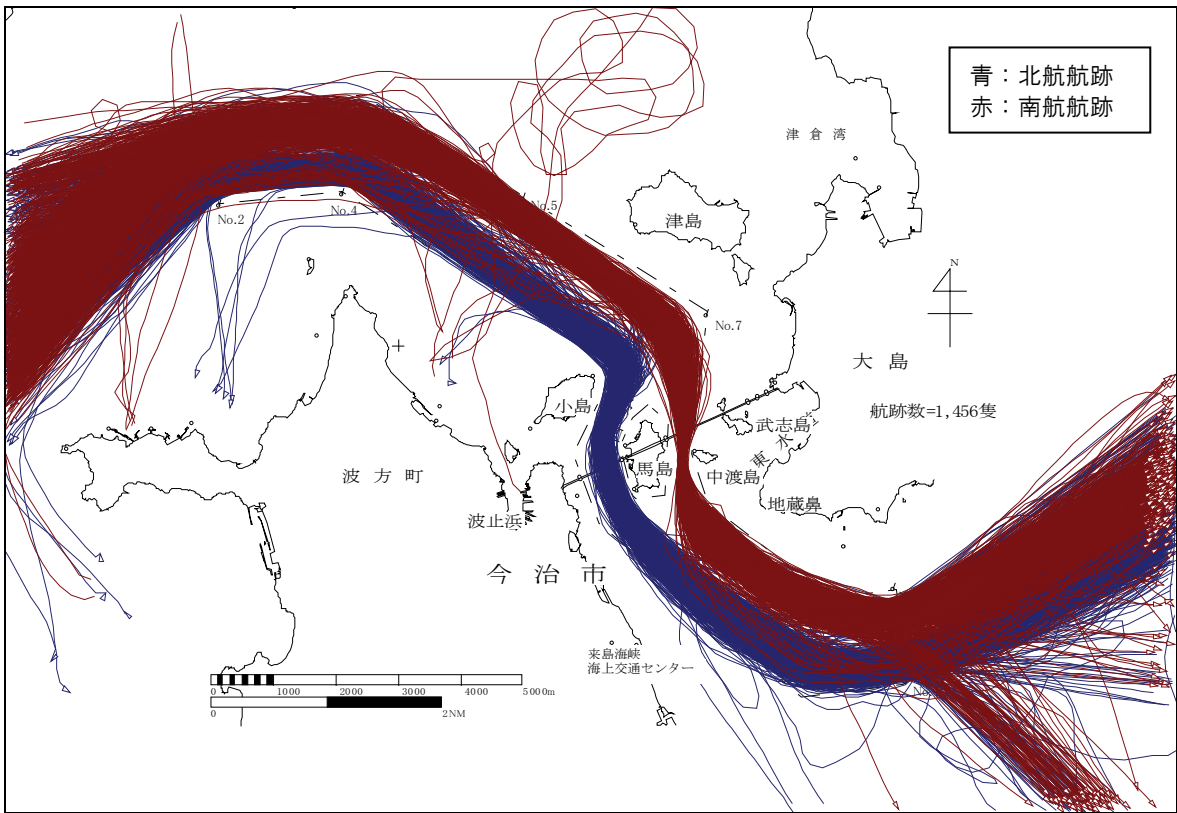 青：北航航跡
赤：南航航跡
津倉湾
津島
No.5
No.2
No.4
N
No.7
大島
航跡数=1,456隻
小島
武志島
東水
馬島
中渡島
波方町
地蔵鼻
波止浜
今治市
来島海峡
海上交通センター
0 1000 2000 3000 4000 5000m
0 2NM